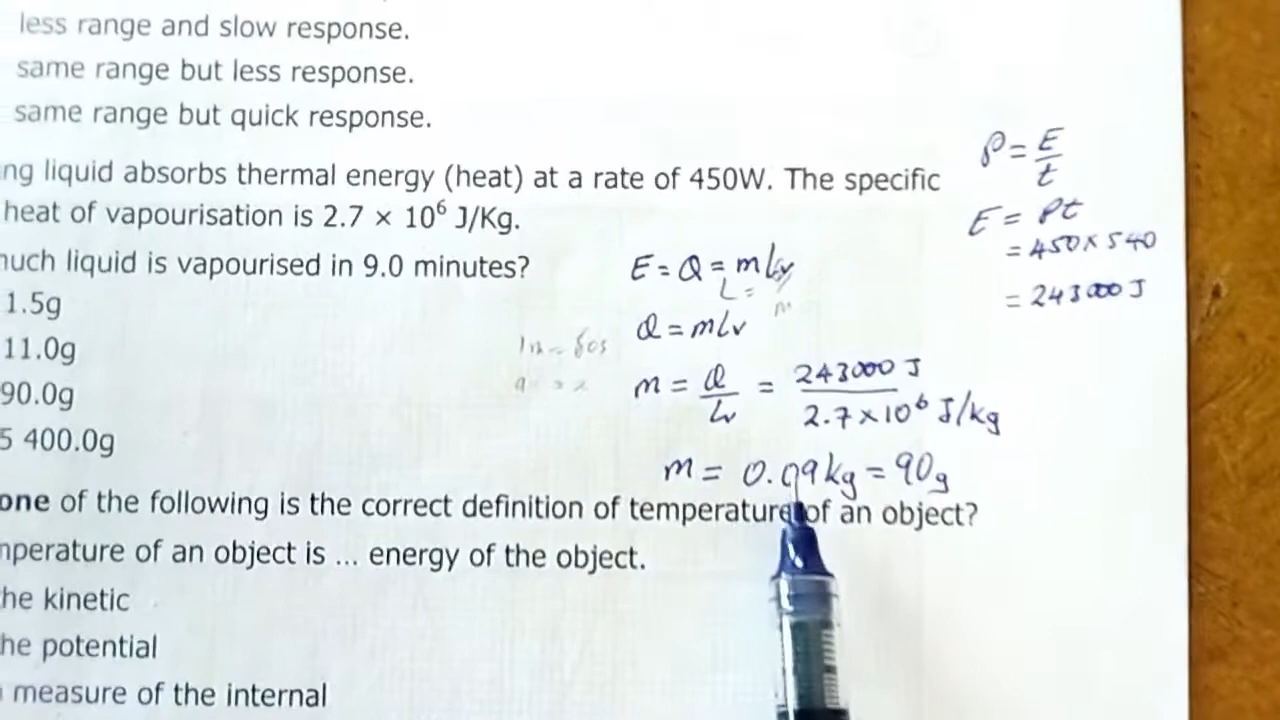 less range and slow response.
same range but less response.
same range but quick response.
ng liquid absorbs thermal energy (heat) at a rate of 450W. The specific
heat of vapourisation is 2.7 × 10⁶ J/Kg.
much liquid is vapourised in 9.0 minutes?
1.5g
11.0g
90.0g
5 400.0g
P = E/t
E = Pt
= 450 × 540
= 243000 J
E = Q = mLv
L =
m
Q = mLv
m = Q/Lv = 243000 J / 2.7 × 10⁶ J/kg
m = 0.09 kg = 90g
one of the following is the correct definition of temperature of an object?
mperature of an object is ... energy of the object.
he kinetic
he potential
measure of the internal